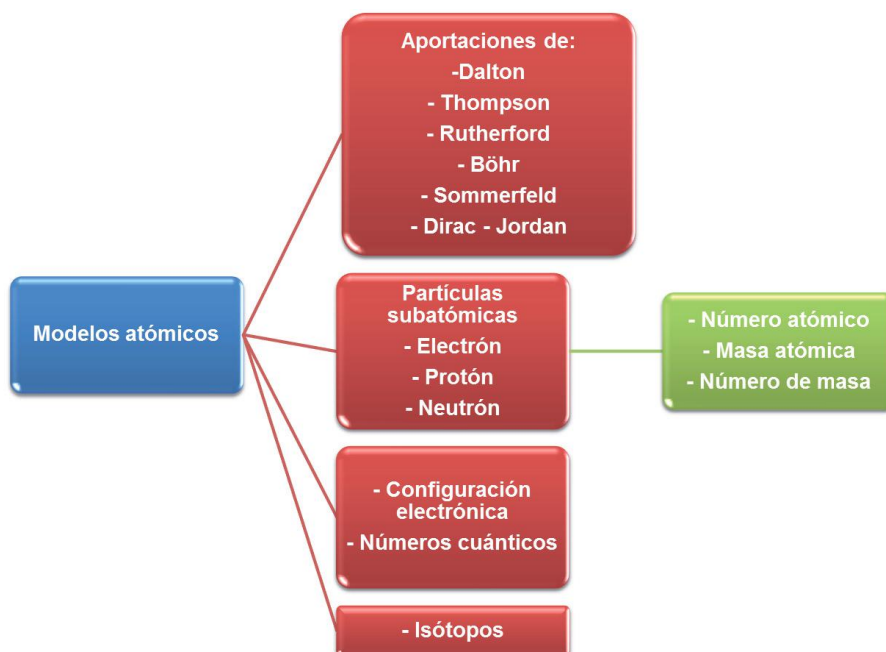 Modelos atómicos
Aportaciones de:
-Dalton
- Thompson
- Rutherford
- Böhr
- Sommerfeld
- Dirac - Jordan
Partículas
subatómicas
- Electrón
- Protón
- Neutrón
- Número atómico
- Masa atómica
- Número de masa
- Configuración
electrónica
- Números cuánticos
- Isótopos